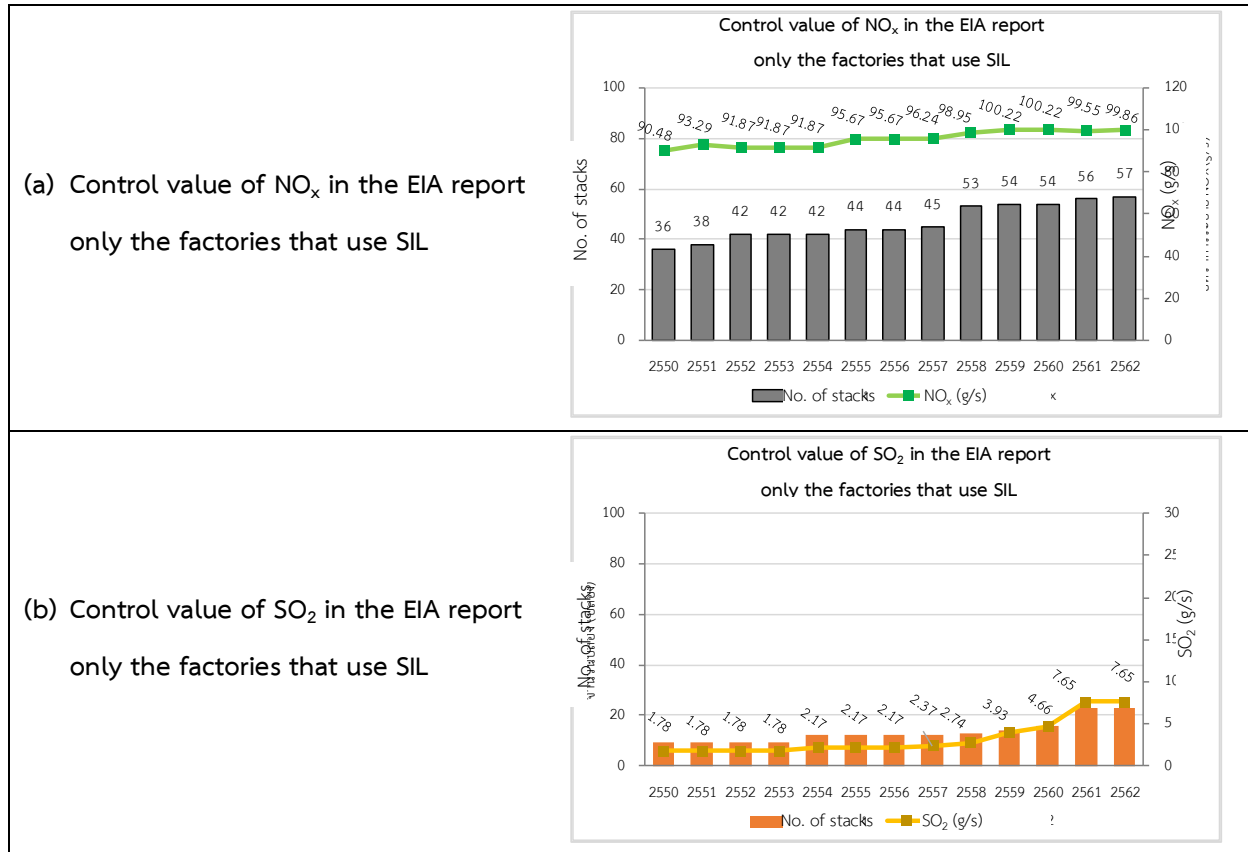 (a) Control value of NOx in the EIA report
only the factories that use SIL
Control value of NOx in the EIA report
only the factories that use SIL
100
80
60
40
20
0
No. of stacks
120
100
80
60
40
20
0
NOx (g/s)
90.48 93.29 91.87 91.87 91.87 95.67 95.67 96.24 98.95 100.22 100.22 99.55 99.86
36 38 42 42 42 44 44 45 53 54 54 56 57
2550 2551 2552 2553 2554 2555 2556 2557 2558 2559 2560 2561 2562
No. of stacks NOx (g/s) x
(b) Control value of SO2 in the EIA report
only the factories that use SIL
Control value of SO2 in the EIA report
only the factories that use SIL
100
80
60
40
20
0
No. of stacks
30
25
20
15
10
5
0
SO2 (g/s)
1.78 1.78 1.78 1.78 2.17 2.17 2.17 2.37 2.74 3.93 4.66 7.65 7.65
2550 2551 2552 2553 2554 2555 2556 2557 2558 2559 2560 2561 2562
No. of stacks SO2 (g/s) 2